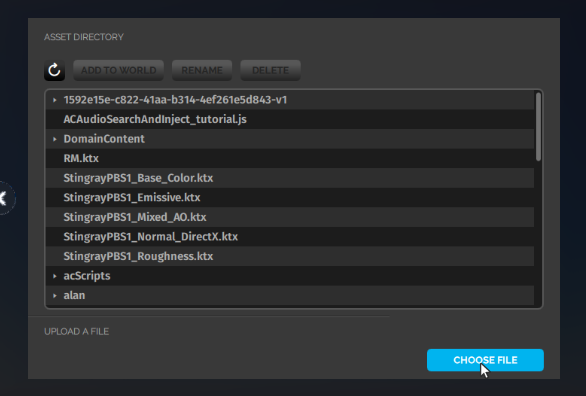 ASSET DIRECTORY
ADD TO WORLD RENAME DELETE
1592e15e-c822-41aa-b314-4ef261e5d843-v1
ACAudioSearchAndInject_tutorial.js
DomainContent
RM.ktx
StingrayPBS1_Base_Color.ktx
StingrayPBS1_Emissive.ktx
StingrayPBS1_Mixed_AO.ktx
StingrayPBS1_Normal_DirectX.ktx
StingrayPBS1_Roughness.ktx
acScripts
alan
UPLOAD A FILE
CHOOSE FILE